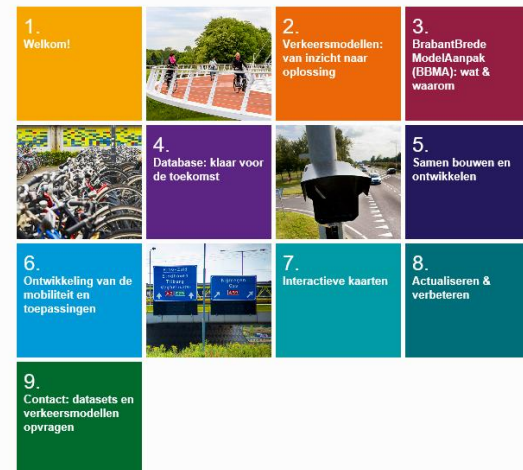 1.
Welkom!
2.
Verkeersmodellen:
van inzicht naar
oplossing
3.
BrabantBrede
ModelAanpak
(BBMA): wat &
waarom
4.
Database: klaar voor
de toekomst
5.
Samen bouwen en
ontwikkelen
6.
Ontwikkeling van de
mobiliteit en
toepassingen
7.
Interactieve kaarten
8.
Actualiseren &
verbeteren
9.
Contact: datasets en
verkeersmodellen
opvragen